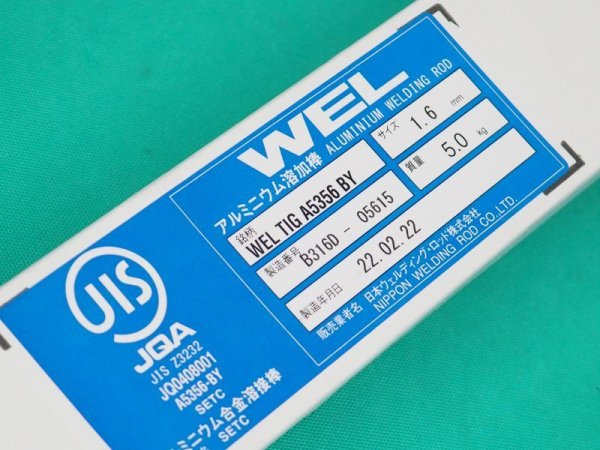 WEL
アルミニウム溶加棒 ALUMINIUM WELDING ROD
銘柄 WEL TIG A5356 BY
サイズ 1.6 mm
製造番号 B316D - 05615
質量 5.0 kg
製造年月日 22.02.22
販売業者名 日本ウェルディング・ロッド株式会社
NIPPON WELDING ROD CO.,LTD.
JIS
JQA
JIS Z3232
JQ0408001
A5356-BY
SETC
ルミニウム合金溶接棒
SETC